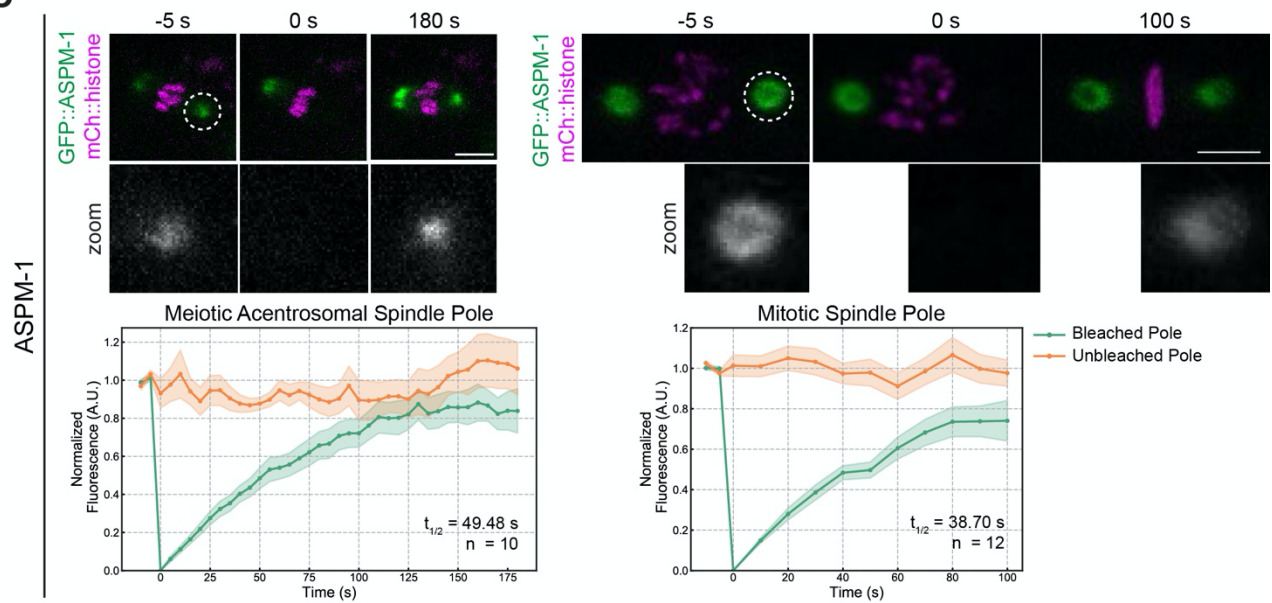 -5 s 0 s 180 s
GFP::ASPM-1
mCh::histone
zoom
-5 s 0 s 100 s
GFP::ASPM-1
mCh::histone
zoom
ASPM-1
Meiotic Acentrosomal Spindle Pole
Normalized
Fluorescence (A.U.)
1.2
1.0
0.8
0.6
0.4
0.2
0.0
t1/2 = 49.48 s
n = 10
0 25 50 75 100 125 150 175
Time (s)
Mitotic Spindle Pole
Normalized
Fluorescence (A.U.)
1.2
1.0
0.8
0.6
0.4
0.2
0.0
t1/2 = 38.70 s
n = 12
0 20 40 60 80 100
Time (s)
Bleached Pole
Unbleached Pole